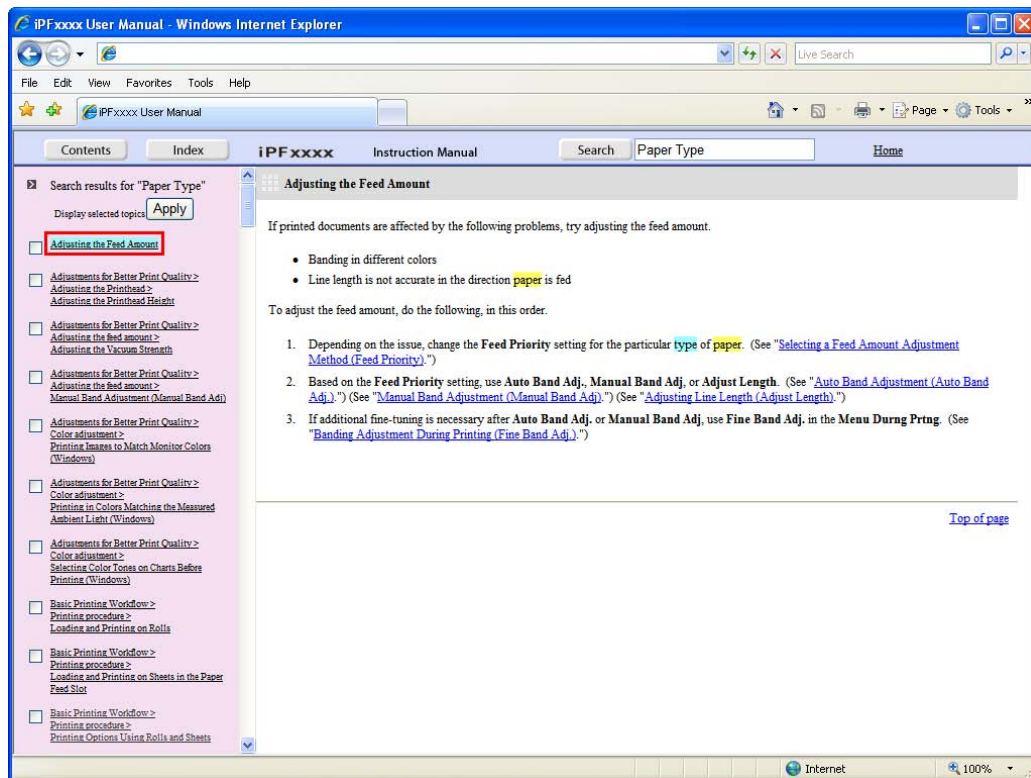 iPFxxxx User Manual - Windows Internet Explorer
Live Search
File Edit View Favorites Tools Help
iPFxxxx User Manual
Page Tools
Contents Index iPFxxxx Instruction Manual Search Paper Type Home
Search results for "Paper Type"
Display selected topics Apply
Adjusting the Feed Amount
Adjustments for Better Print Quality >
Adjusting the Printhead >
Adjusting the Printhead Height
Adjustments for Better Print Quality >
Adjusting the feed amount >
Adjusting the Vacuum Strength
Adjustments for Better Print Quality >
Adjusting the feed amount >
Manual Band Adjustment (Manual Band Adj)
Adjustments for Better Print Quality >
Color adjustment >
Printing Images to Match Monitor Colors
(Windows)
Adjustments for Better Print Quality >
Color adjustment >
Printing in Colors Matching the Measured
Ambient Light (Windows)
Adjustments for Better Print Quality >
Color adjustment >
Selecting Color Tones on Charts Before
Printing (Windows)
Basic Printing Workflow >
Printing procedure >
Loading and Printing on Rolls
Basic Printing Workflow >
Printing procedure >
Loading and Printing on Sheets in the Paper
Feed Slot
Basic Printing Workflow >
Printing procedure >
Printing Options Using Rolls and Sheets
Adjusting the Feed Amount
If printed documents are affected by the following problems, try adjusting the feed amount.
• Banding in different colors
• Line length is not accurate in the direction paper is fed
To adjust the feed amount, do the following, in this order.
1. Depending on the issue, change the Feed Priority setting for the particular type of paper. (See "Selecting a Feed Amount Adjustment
Method (Feed Priority).")
2. Based on the Feed Priority setting, use Auto Band Adj., Manual Band Adj, or Adjust Length. (See "Auto Band Adjustment (Auto Band
Adj.).") (See "Manual Band Adjustment (Manual Band Adj).") (See "Adjusting Line Length (Adjust Length).")
3. If additional fine-tuning is necessary after Auto Band Adj. or Manual Band Adj, use Fine Band Adj. in the Menu Durng Prtng. (See
"Banding Adjustment During Printing (Fine Band Adj.).")
Top of page
Internet 100%